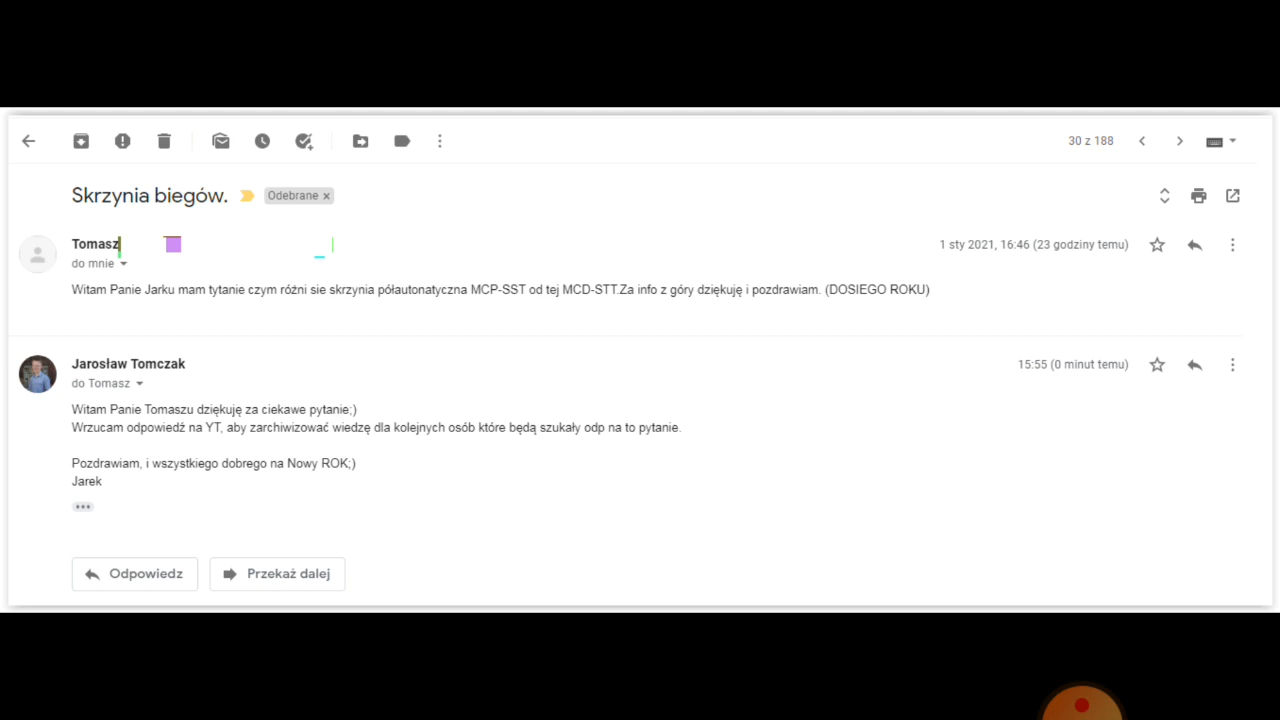 30 z 188
Skrzynia biegów. Odebrane ×
Tomasz 1 sty 2021, 16:46 (23 godziny temu)
do mnie
Witam Panie Jarku mam tytanie czym różni sie skrzynia półautonatyczna MCP-SST od tej MCD-STT.Za info z góry dziękuję i pozdrawiam. (DOSIEGO ROKU)
Jarosław Tomczak 15:55 (0 minut temu)
do Tomasz
Witam Panie Tomaszu dziękuję za ciekawe pytanie;)
Wrzucam odpowiedź na YT, aby zarchiwizować wiedzę dla kolejnych osób które będą szukały odp na to pytanie.
Pozdrawiam, i wszystkiego dobrego na Nowy ROK;)
Jarek
Odpowiedz Przekaż dalej